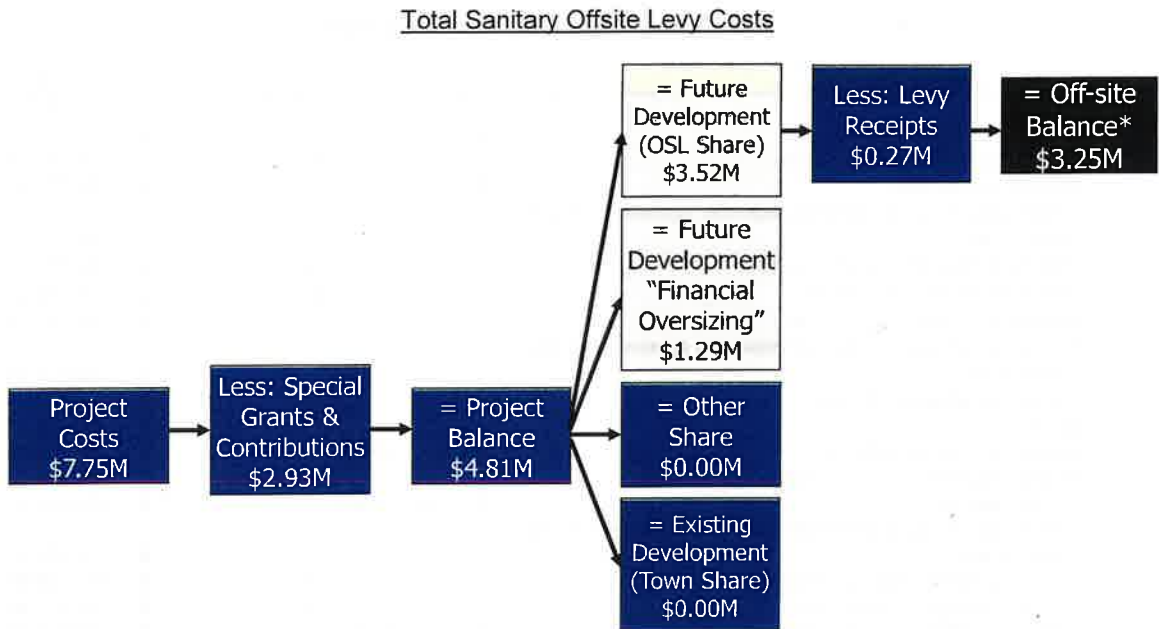 Total Sanitary Offsite Levy Costs
Project
Costs
$7.75M
Less: Special
Grants &
Contributions
$2.93M
= Project
Balance
$4.81M
= Future
Development
(OSL Share)
$3.52M
Less: Levy
Receipts
$0.27M
= Off-site
Balance*
$3.25M
= Future
Development
“Financial
Oversizing”
$1.29M
= Other
Share
$0.00M
= Existing
Development
(Town Share)
$0.00M